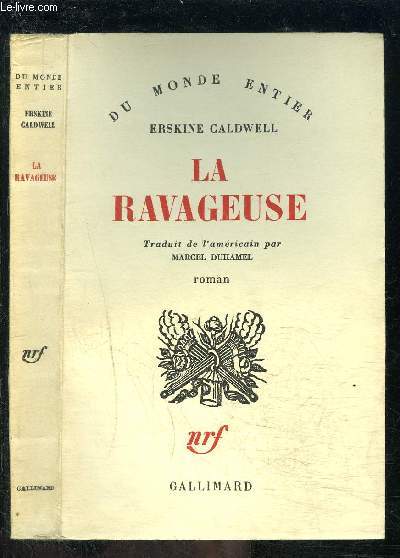 DU MONDE
ENTIER
ERSKINE
CALDWELL
LA
RAVAGEUSE
nrf
GALLIMARD
DU MONDE ENTIER
ERSKINE CALDWELL
LA
RAVAGEUSE
Traduit de l'américain par
MARCEL DUHAMEL
roman
nrf
GALLIMARD
le-livre.com